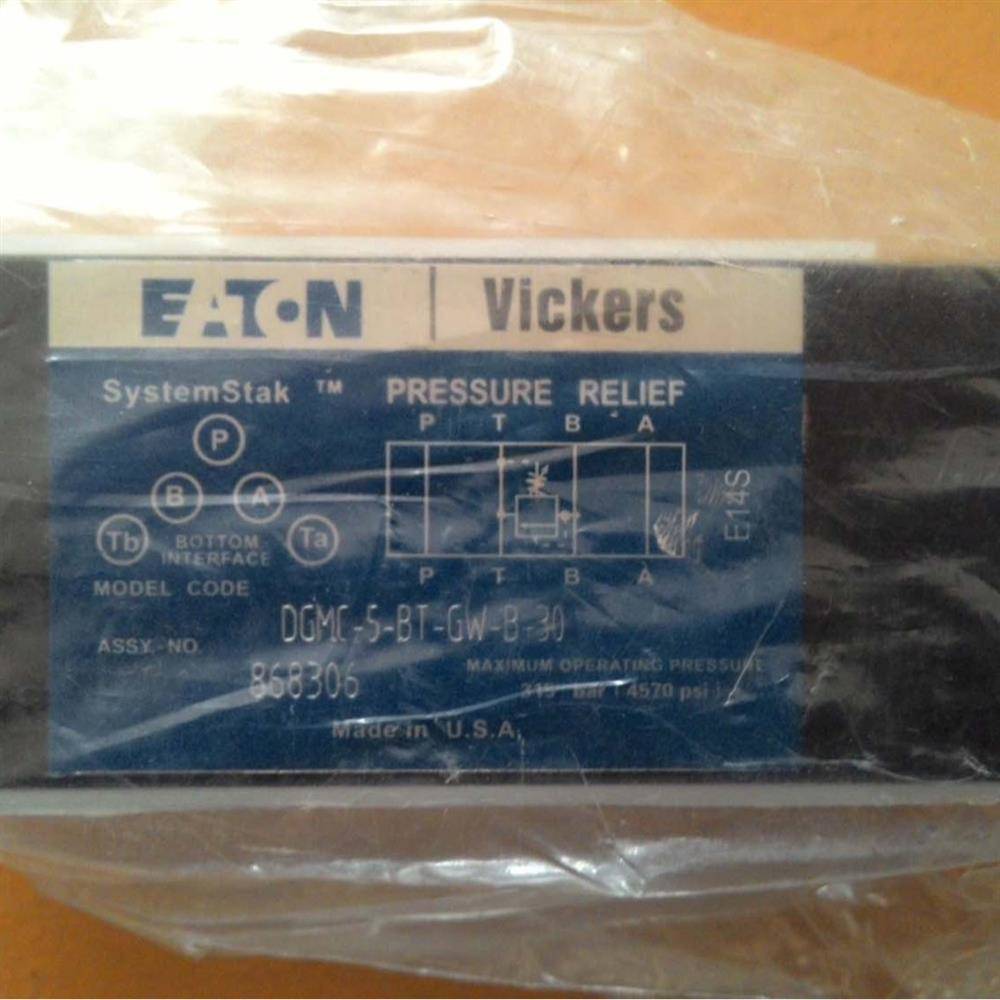 EATON | Vickers
SystemStak ™ PRESSURE RELIEF
P T B A
P
B A
Tb BOTTOM INTERFACE Ta
E14S
P T B A
MODEL CODE
DGMC-5-BT-GW-B-30
ASSY.-NO.
868306
MAXIMUM OPERATING PRESSURE
315 bar ( 4570 psi )
Made in U.S.A.